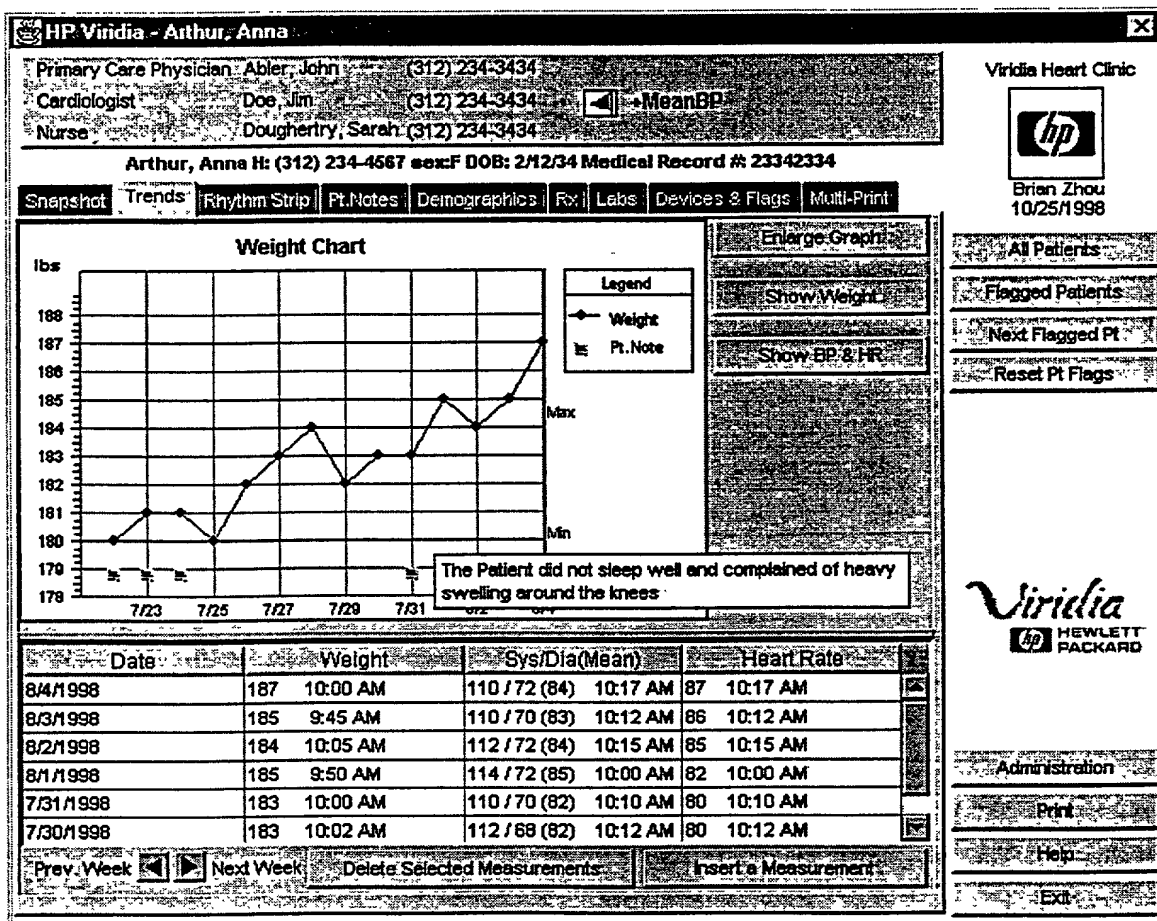 HP Viridia - Arthur, Anna
Primary Care Physician Abler, John (312) 234-3434
Cardiologist Doe, Jim (312) 234-3434 +MeanBP
Nurse Doughertry, Sarah (312) 234-3434
Arthur, Anna H: (312) 234-4567 sex:F DOB: 2/12/34 Medical Record #: 23342334
Snapshot Trends Rhythm Strip Pt.Notes Demographics Rx Labs Devices & Flags Multi-Print
Weight Chart
lbs
188
187
186
185
184
183
182
181
180
179
178
7/23 7/25 7/27 7/29 7/31
Max
Min
Legend
Weight
Pt.Note
The Patient did not sleep well and complained of heavy
swelling around the knees
Enlarge Graph
Show Weight
Show BP & HR
Date Weight Sys/Dia(Mean) Heart Rate
8/4/1998 187 10:00 AM 110 / 72 (84) 10:17 AM 87 10:17 AM
8/3/1998 185 9:45 AM 110 / 70 (83) 10:12 AM 86 10:12 AM
8/2/1998 184 10:05 AM 112 / 72 (84) 10:15 AM 85 10:15 AM
8/1/1998 185 9:50 AM 114 / 72 (85) 10:00 AM 82 10:00 AM
7/31/1998 183 10:00 AM 110 / 70 (82) 10:10 AM 80 10:10 AM
7/30/1998 183 10:02 AM 112 / 68 (82) 10:12 AM 80 10:12 AM
Prev. Week Next Week Delete Selected Measurements Insert a Measurement
Viridia Heart Clinic
hp
Brian Zhou
10/25/1998
All Patients
Flagged Patients
Next Flagged Pt
Reset Pt Flags
Viridia
hp HEWLETT
PACKARD
Administration
Print
Help
Exit